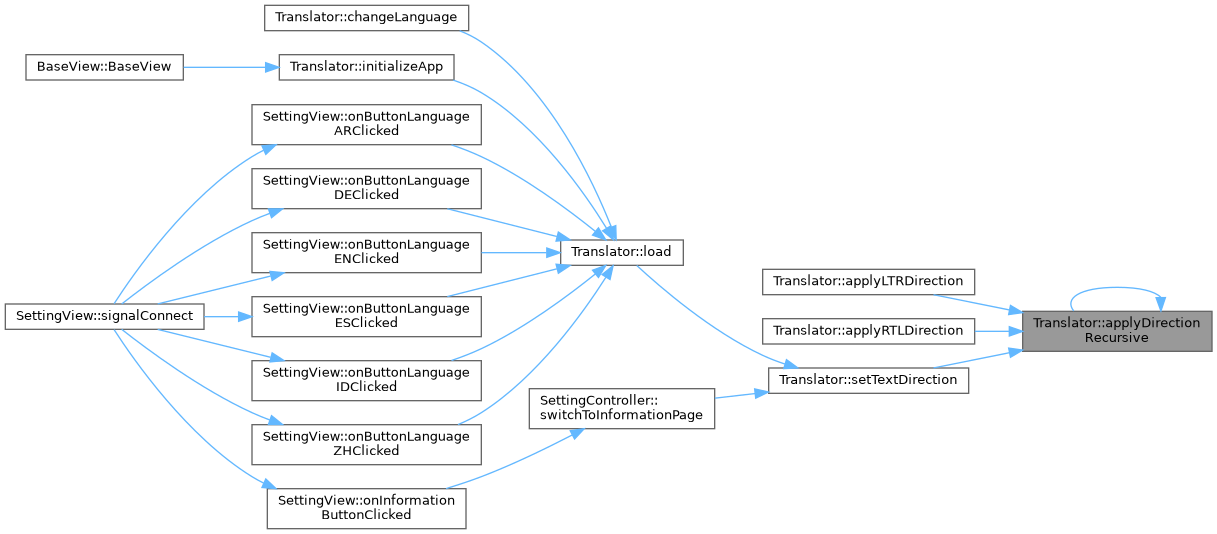 Translator::changeLanguage
BaseView::BaseView
Translator::initializeApp
SettingView::onButtonLanguage
ARClicked
SettingView::onButtonLanguage
DEClicked
SettingView::onButtonLanguage
ENClicked
Translator::load
SettingView::signalConnect
SettingView::onButtonLanguage
ESClicked
Translator::applyLTRDirection
Translator::applyDirection
Recursive
Translator::applyRTLDirection
SettingView::onButtonLanguage
IDClicked
Translator::setTextDirection
SettingController::
switchToInformationPage
SettingView::onButtonLanguage
ZHClicked
SettingView::onInformation
ButtonClicked